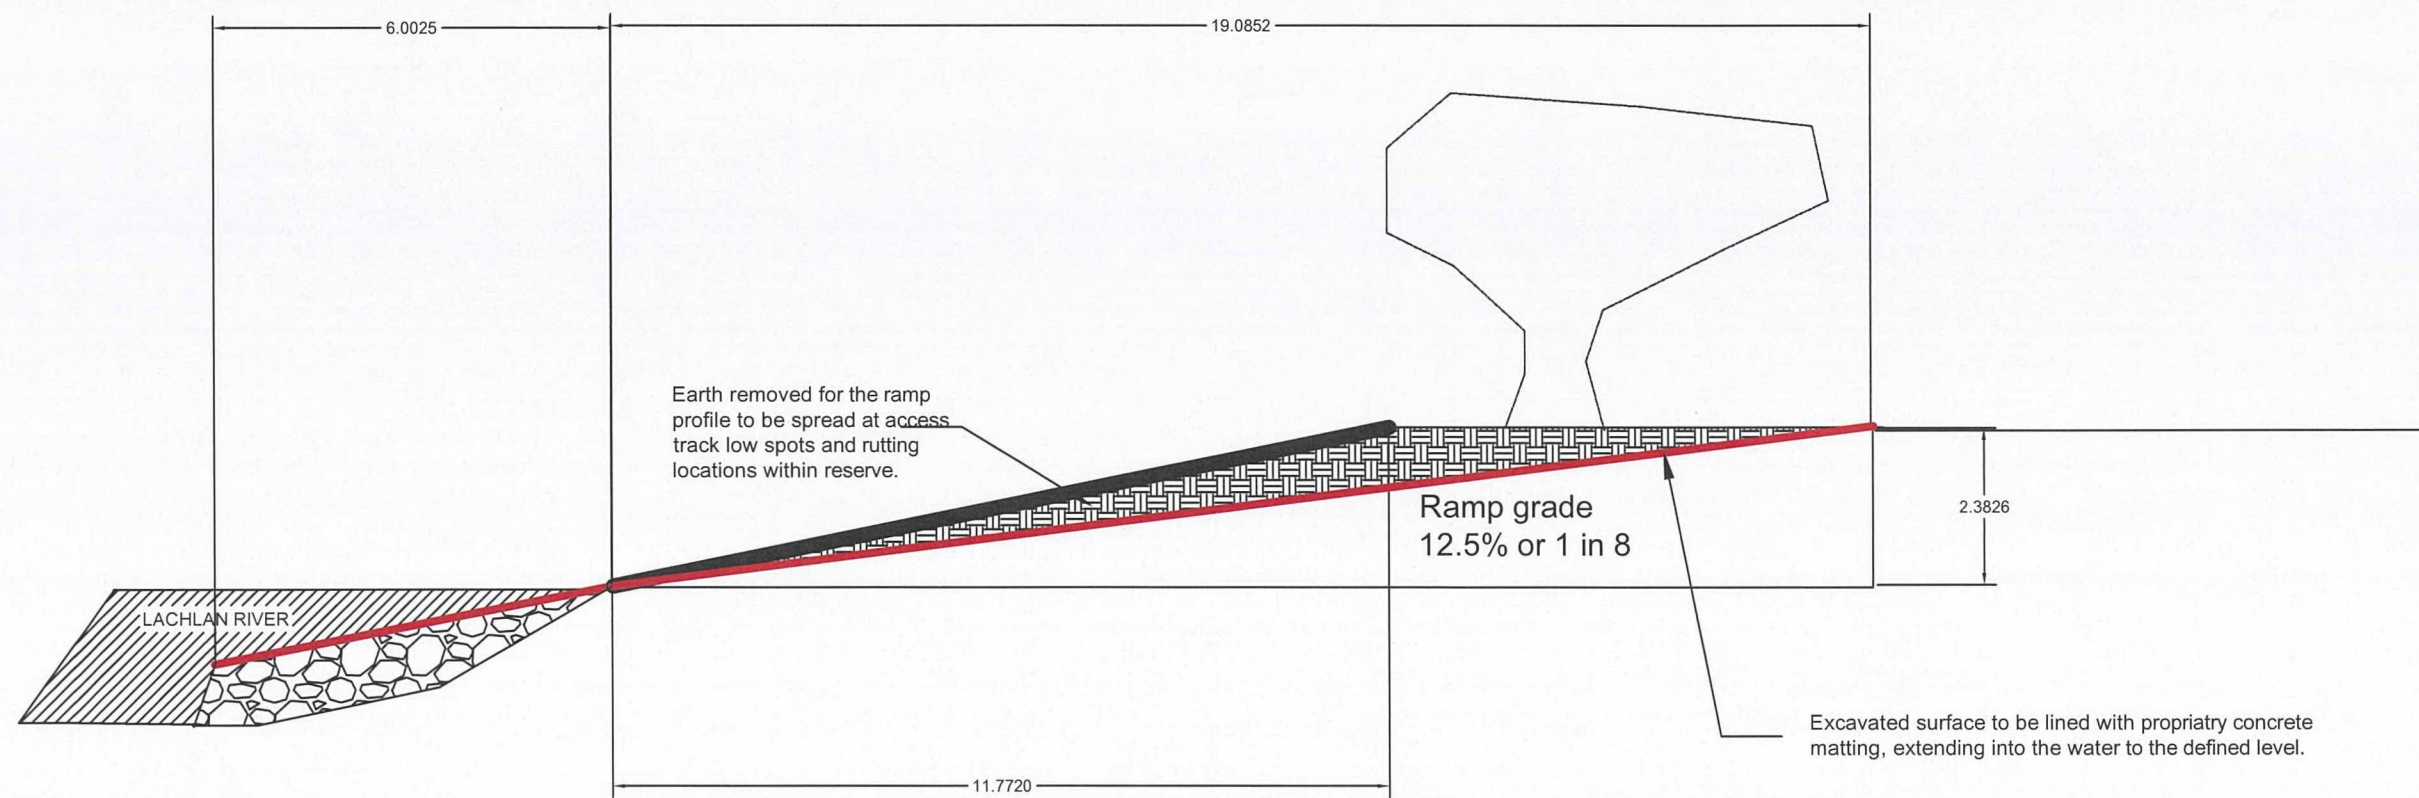 6.0025
19.0852
Earth removed for the ramp
profile to be spread at access
track low spots and rutting
locations within reserve.
Ramp grade
12.5% or 1 in 8
2.3826
LACHLAN RIVER
Excavated surface to be lined with propriatry concrete
matting, extending into the water to the defined level.
11.7720